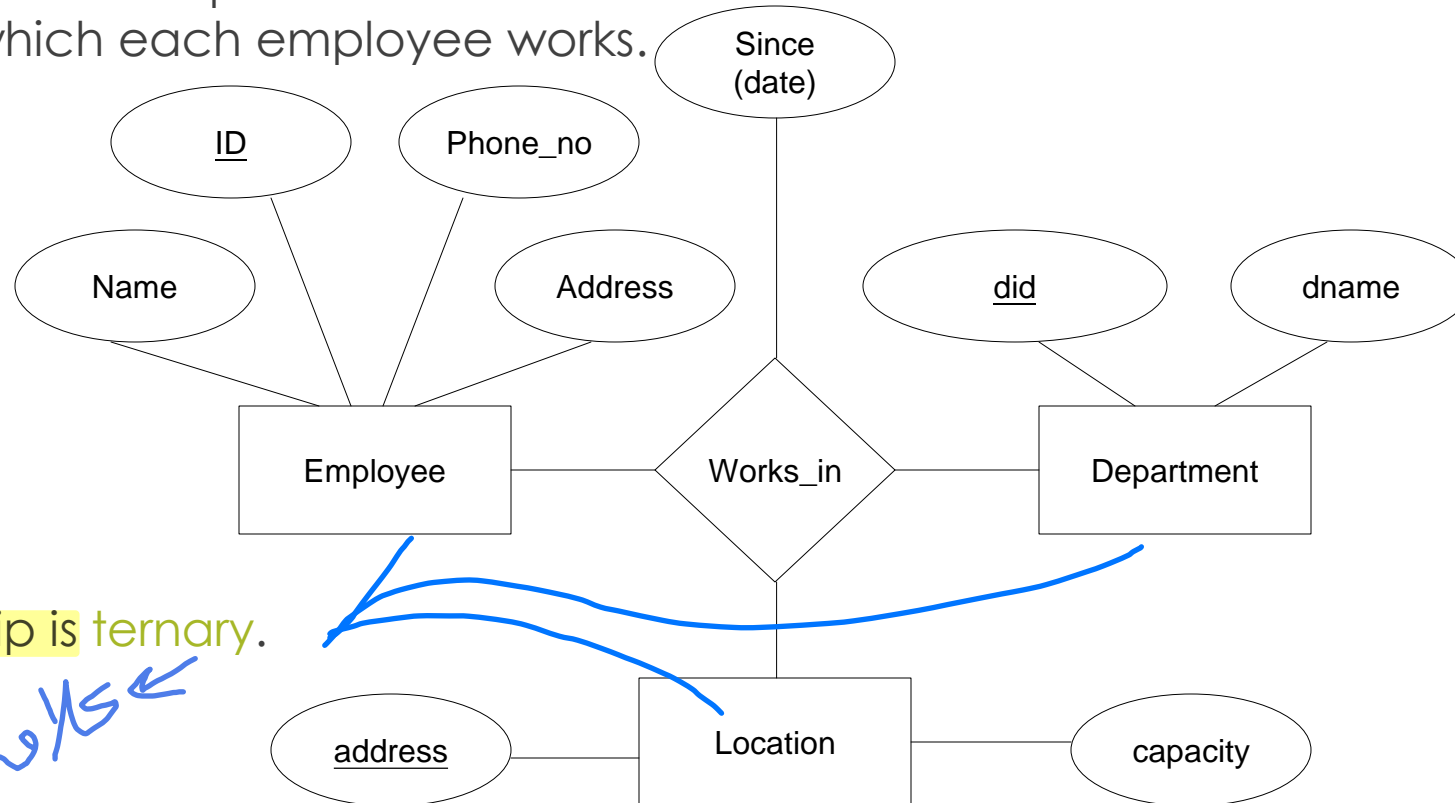 which each employee works.
Since
(date)
ID
Phone_no
Name
Address
did
dname
Employee
Works_in
Department
ip is ternary.
address
Location
capacity